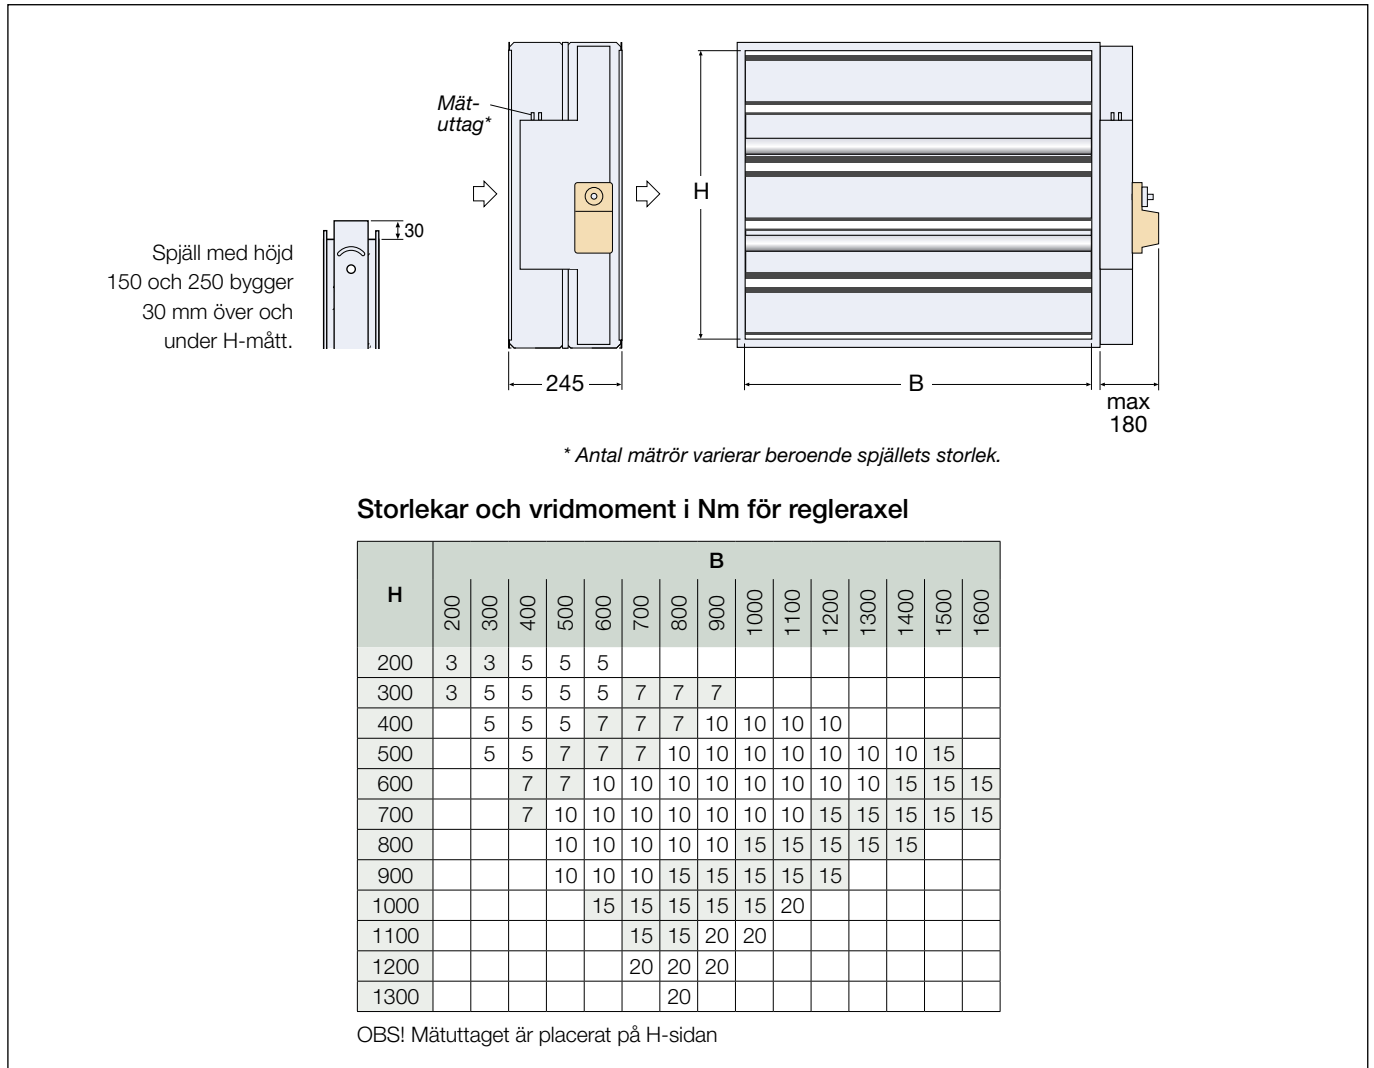 Mät-
uttag*
H
30
Spjäll med höjd
150 och 250 bygger
30 mm över och
under H-mått.
245
B
max
180
* Antal mätrör varierar beroende spjällets storlek.
Storlekar och vridmoment i Nm för regleraxel
H B
200 300 400 500 600 700 800 900 1000 1100 1200 1300 1400 1500 1600
200 3 3 5 5 5
300 3 5 5 5 5 7 7 7
400 5 5 5 7 7 7 10 10 10 10
500 5 5 7 7 7 10 10 10 10 10 10 10 15
600 7 7 10 10 10 10 10 10 10 10 15 15 15
700 7 10 10 10 10 10 10 10 15 15 15 15 15
800 10 10 10 10 10 15 15 15 15 15
900 10 10 10 15 15 15 15 15
1000 15 15 15 15 15 20
1100 15 15 20 20
1200 20 20 20
1300 20
OBS! Mätuttaget är placerat på H-sidan